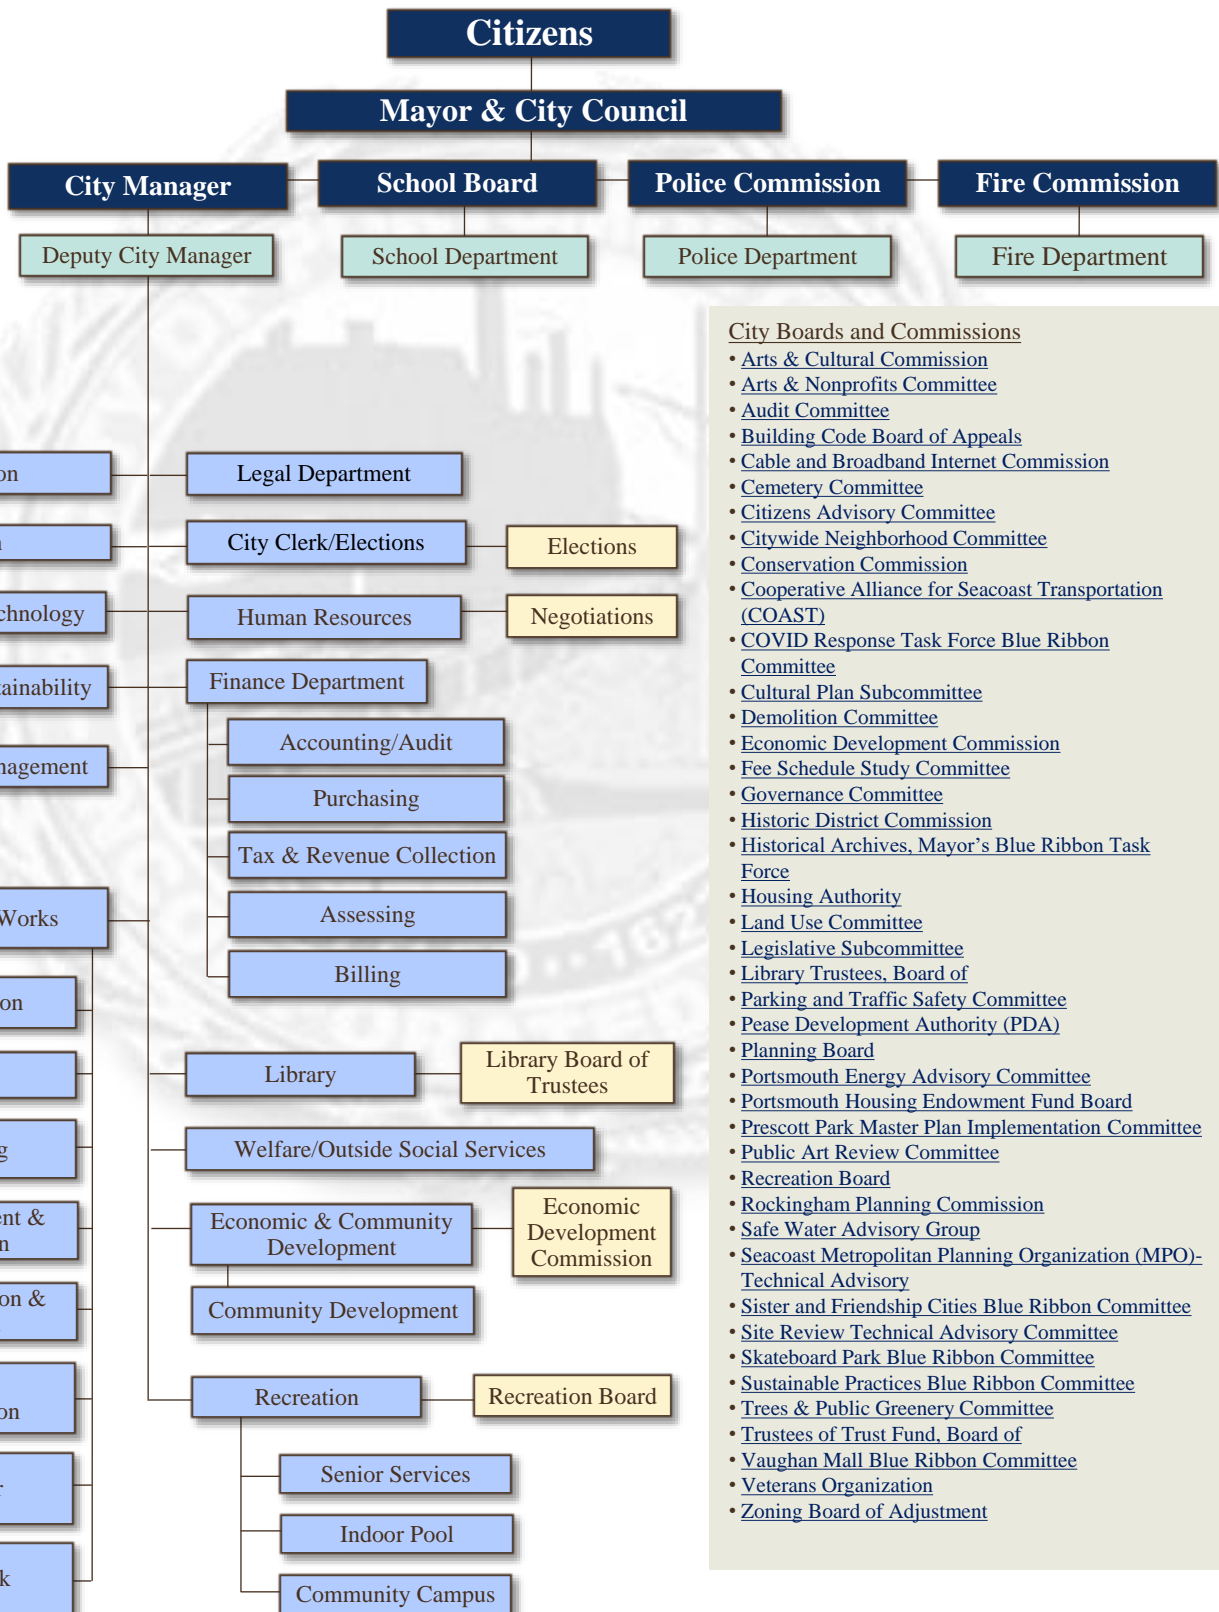 Citizens
Mayor & City Council
City Manager
School Board
Police Commission
Fire Commission
Deputy City Manager
School Department
Police Department
Fire Department
Legal Department
City Clerk/Elections
Elections
Human Resources
Negotiations
Finance Department
Accounting/Audit
Purchasing
Tax & Revenue Collection
Assessing
Billing
Works
Library
Library Board of
Trustees
Welfare/Outside Social Services
Economic & Community
Development
Economic
Development
Commission
Community Development
Recreation
Recreation Board
Senior Services
Indoor Pool
Community Campus
on
chnology
ainability
nagement
on
g
ent &
n
on &
on
r
k
City Boards and Commissions
• Arts & Cultural Commission
• Arts & Nonprofits Committee
• Audit Committee
• Building Code Board of Appeals
• Cable and Broadband Internet Commission
• Cemetery Committee
• Citizens Advisory Committee
• Citywide Neighborhood Committee
• Conservation Commission
• Cooperative Alliance for Seacoast Transportation
(COAST)
• COVID Response Task Force Blue Ribbon
Committee
• Cultural Plan Subcommittee
• Demolition Committee
• Economic Development Commission
• Fee Schedule Study Committee
• Governance Committee
• Historic District Commission
• Historical Archives, Mayor’s Blue Ribbon Task
Force
• Housing Authority
• Land Use Committee
• Legislative Subcommittee
• Library Trustees, Board of
• Parking and Traffic Safety Committee
• Pease Development Authority (PDA)
• Planning Board
• Portsmouth Energy Advisory Committee
• Portsmouth Housing Endowment Fund Board
• Prescott Park Master Plan Implementation Committee
• Public Art Review Committee
• Recreation Board
• Rockingham Planning Commission
• Safe Water Advisory Group
• Seacoast Metropolitan Planning Organization (MPO)-
Technical Advisory
• Sister and Friendship Cities Blue Ribbon Committee
• Site Review Technical Advisory Committee
• Skateboard Park Blue Ribbon Committee
• Sustainable Practices Blue Ribbon Committee
• Trees & Public Greenery Committee
• Trustees of Trust Fund, Board of
• Vaughan Mall Blue Ribbon Committee
• Veterans Organization
• Zoning Board of Adjustment